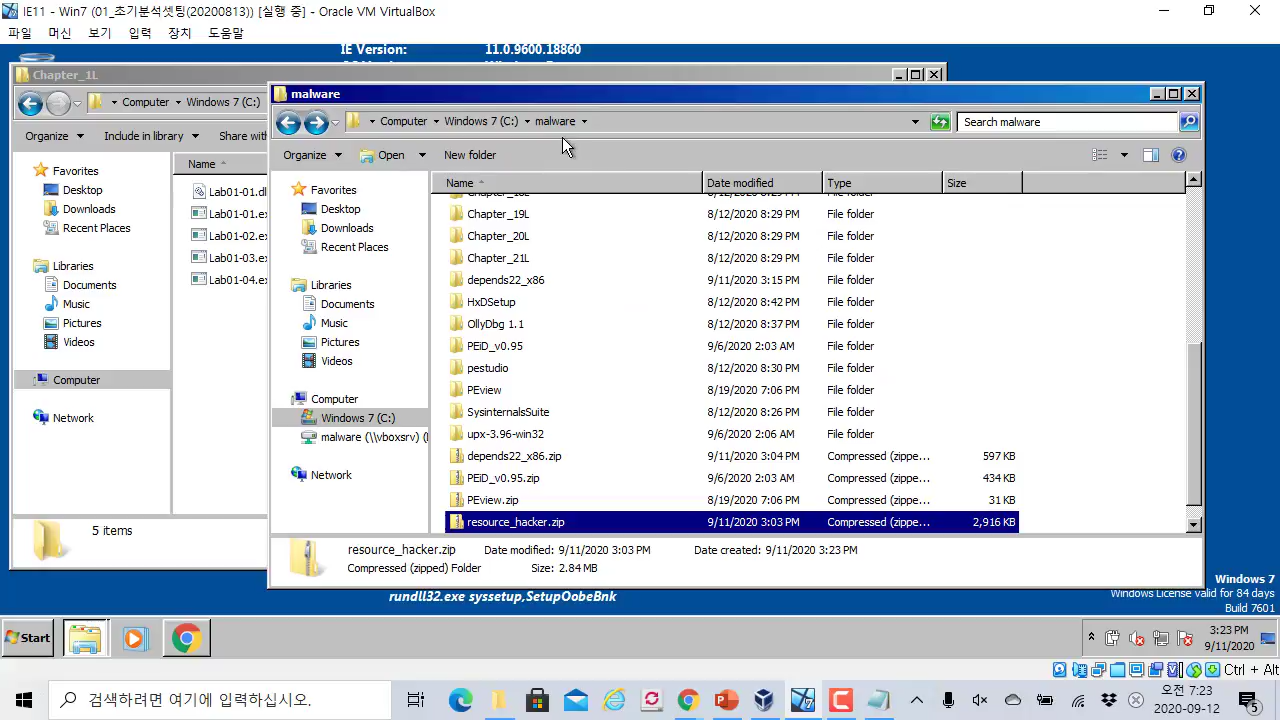 IE11 - Win7 (01_초기분석셋팅(20200813)) [실행 중] - Oracle VM VirtualBox
파일 머신 보기 입력 장치 도움말
IE Version: 11.0.9600.18860
Chapter_1L
Computer Windows 7 (C:)
Organize Include in library Share with
Favorites
Desktop
Downloads
Recent Places
Libraries
Documents
Music
Pictures
Videos
Computer
Network
Name
Lab01-01.dl
Lab01-01.ex
Lab01-02.ex
Lab01-03.ex
Lab01-04.ex
5 items
malware
Computer Windows 7 (C:) malware
Search malware
Organize Open New folder
Favorites
Desktop
Downloads
Recent Places
Libraries
Documents
Music
Pictures
Videos
Computer
Windows 7 (C:)
malware (\\vboxsrv) (
Network
Name Date modified Type Size
Chapter_19L 8/12/2020 8:29 PM File folder
Chapter_20L 8/12/2020 8:29 PM File folder
Chapter_21L 8/12/2020 8:29 PM File folder
depends22_x86 9/11/2020 3:15 PM File folder
HxDSetup 8/12/2020 8:42 PM File folder
OllyDbg 1.1 8/12/2020 8:37 PM File folder
PEiD_v0.95 9/6/2020 2:03 AM File folder
pestudio 8/12/2020 8:30 PM File folder
PEview 8/19/2020 7:06 PM File folder
SysinternalsSuite 8/12/2020 8:26 PM File folder
upx-3.96-win32 9/6/2020 2:06 AM File folder
depends22_x86.zip 9/11/2020 3:04 PM Compressed (zippe... 597 KB
PEiD_v0.95.zip 9/6/2020 2:03 AM Compressed (zippe... 434 KB
PEview.zip 8/19/2020 7:06 PM Compressed (zippe... 31 KB
resource_hacker.zip 9/11/2020 3:03 PM Compressed (zippe... 2,916 KB
resource_hacker.zip Date modified: 9/11/2020 3:03 PM Date created: 9/11/2020 3:23 PM
Compressed (zipped) Folder Size: 2.84 MB
rundll32.exe syssetup,SetupOobeBnk
Windows 7
Windows License valid for 84 days
Build 7601
Start
3:23 PM
9/11/2020
Ctrl + Alt
검색하려면 여기에 입력하십시오.
오전 7:23
2020-09-12
5